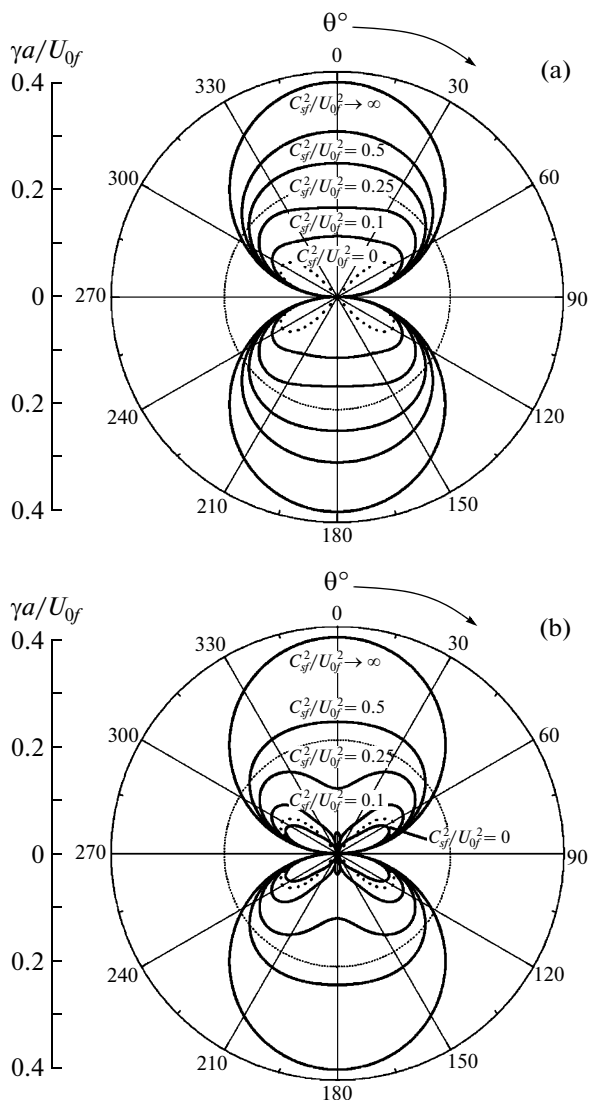 θ°
γa/U₀f
(a)
0.4
0
330
30
C²sf/U²0f → ∞
C²sf/U²0f = 0.5
0.2
300
C²sf/U²0f = 0.25
60
C²sf/U²0f = 0.1
C²sf/U²0f = 0
0
270
90
240
120
0.2
210
150
0.4
180
θ°
γa/U₀f
(b)
0.4
0
330
30
C²sf/U²0f → ∞
C²sf/U²0f = 0.5
0.2
300
C²sf/U²0f = 0.25
60
C²sf/U²0f = 0.1
C²sf/U²0f = 0
0
270
90
240
120
0.2
210
150
0.4
180